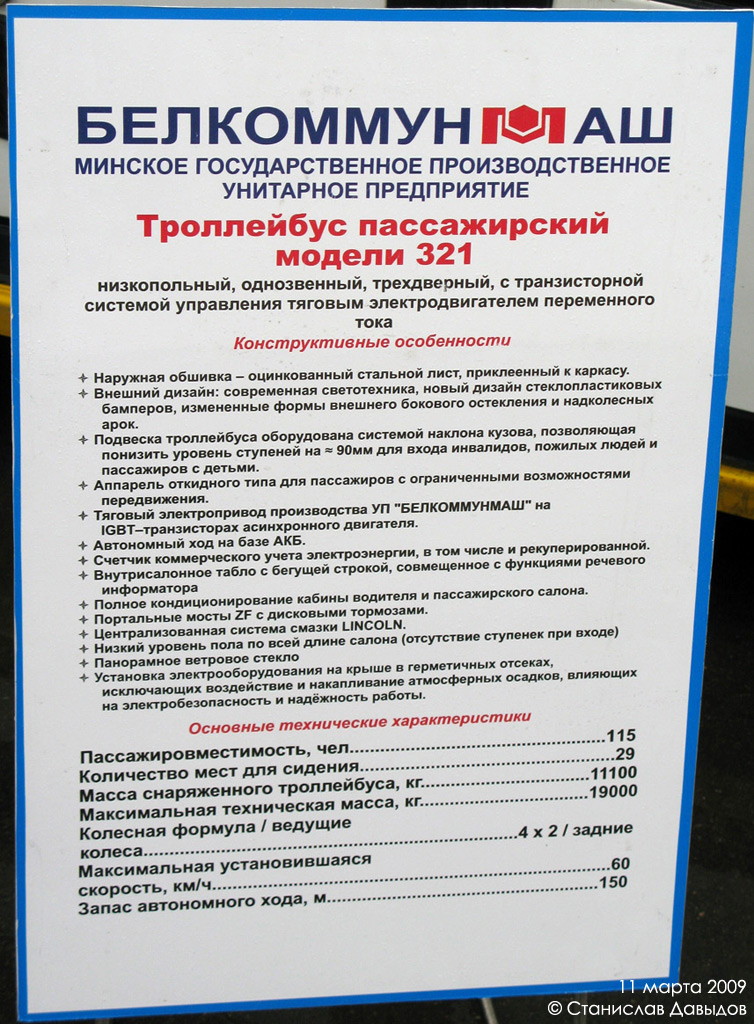 БЕЛКОММУНМАШ
МИНСКОЕ ГОСУДАРСТВЕННОЕ ПРОИЗВОДСТВЕННОЕ
УНИТАРНОЕ ПРЕДПРИЯТИЕ
Троллейбус пассажирский
модели 321
низкопольный, однозвенный, трехдверный, с транзисторной
системой управления тяговым электродвигателем переменного
тока
Конструктивные особенности
Наружная обшивка – оцинкованный стальной лист, приклеенный к каркасу.
Внешний дизайн: современная светотехника, новый дизайн стеклопластиковых
бамперов, измененные формы внешнего бокового остекления и надколесных
арок.
Подвеска троллейбуса оборудована системой наклона кузова, позволяющая
понизить уровень ступеней на ≈ 90мм для входа инвалидов, пожилых людей и
пассажиров с детьми.
Аппарель откидного типа для пассажиров с ограниченными возможностями
передвижения.
Тяговый электропривод производства УП "БЕЛКОММУНМАШ" на
IGBT–транзисторах асинхронного двигателя.
Автономный ход на базе АКБ.
Счетчик коммерческого учета электроэнергии, в том числе и рекуперированной.
Внутрисалонное табло с бегущей строкой, совмещенное с функциями речевого
информатора
Полное кондиционирование кабины водителя и пассажирского салона.
Портальные мосты ZF с дисковыми тормозами.
Централизованная система смазки LINCOLN.
Низкий уровень пола по всей длине салона (отсутствие ступенек при входе)
Панорамное ветровое стекло
Установка электрооборудования на крыше в герметичных отсеках,
исключающих воздействие и накапливание атмосферных осадков, влияющих
на электробезопасность и надёжность работы.
Основные технические характеристики
Пассажировместимость, чел.......................................115
Количество мест для сидения.......................................29
Масса снаряженного троллейбуса, кг..........................11100
Максимальная техническая масса, кг..........................19000
Колесная формула / ведущие
колеса..........................................................4 x 2 / задние
Максимальная установившаяся
скорость, км/ч..............................................................60
Запас автономного хода, м...........................................150
11 марта 2009
© Станислав Давыдов